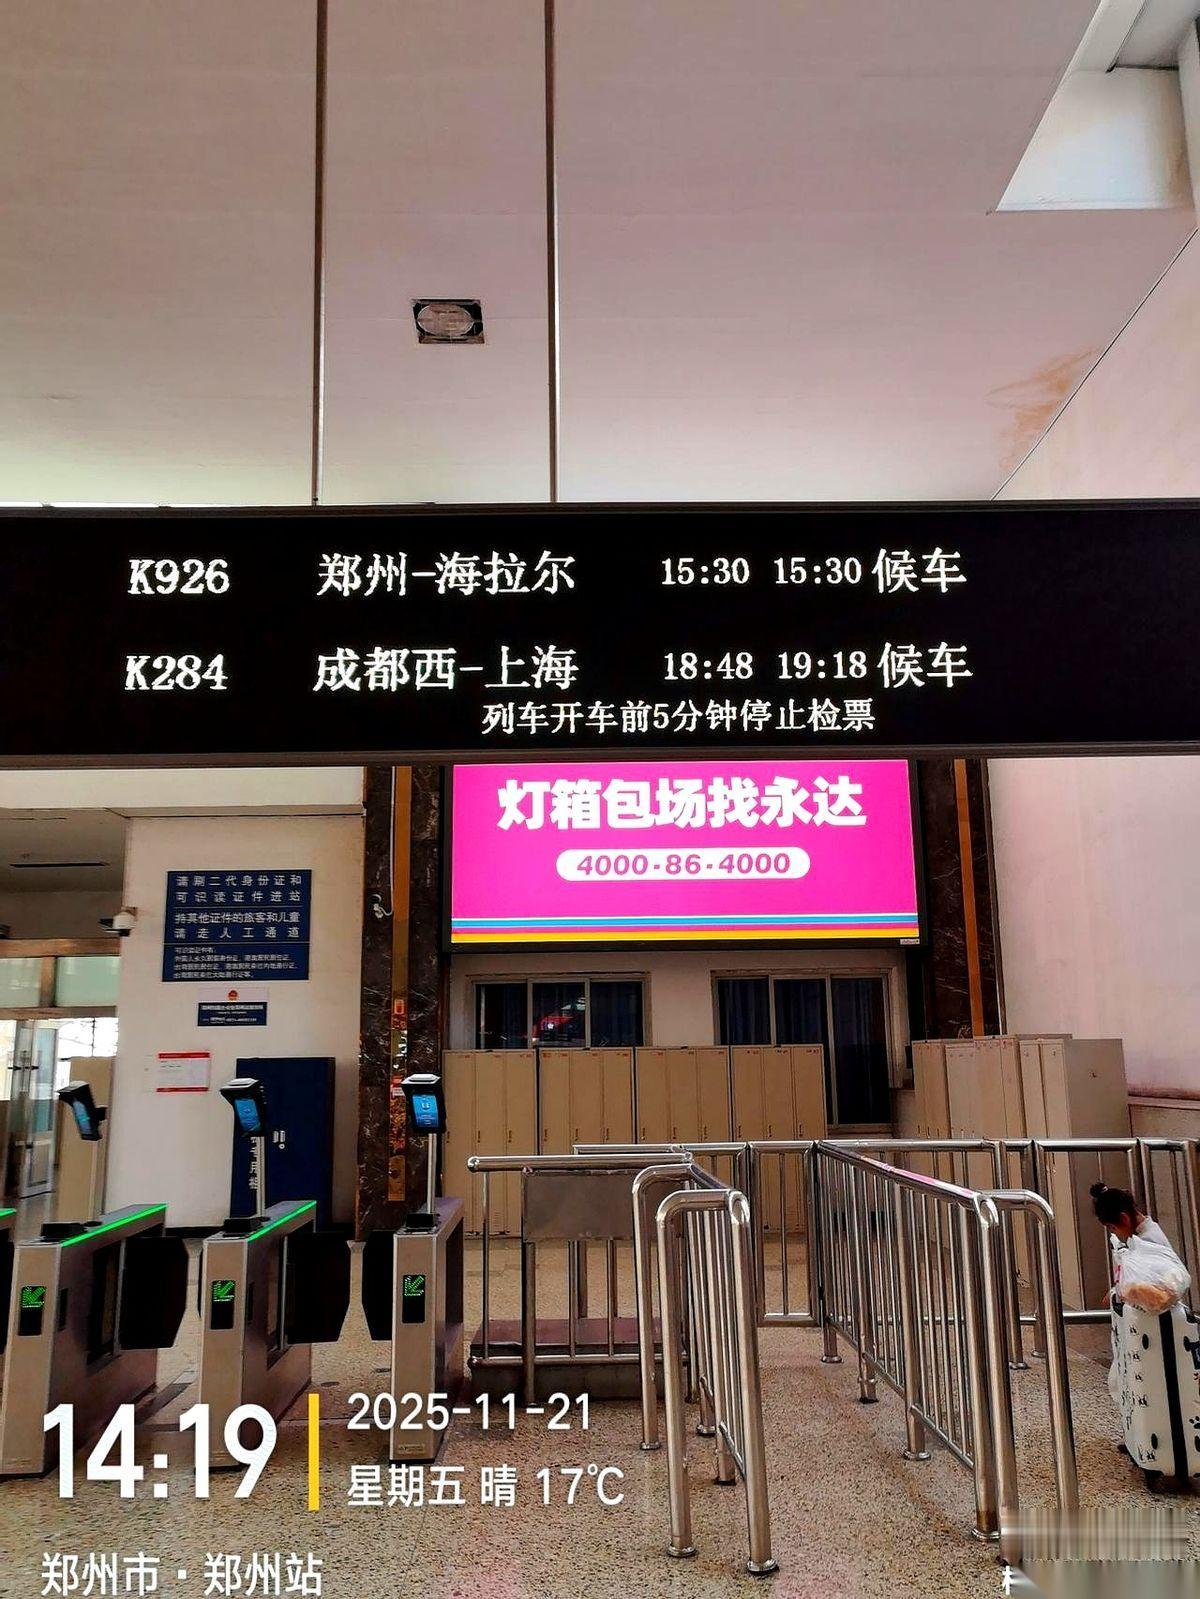 K926 郑州-海拉尔 15:30 15:30 候车
K284 成都西-上海 18:48 19:18 候车
列车开车前5分钟停止检票
灯箱包场找永达
4000-86-4000
请刷二代身份证和
可识读证件进站
持其他证件的旅客和儿童
请走人工通道
14:19
2025-11-21
星期五 晴 17℃
郑州市·郑州站